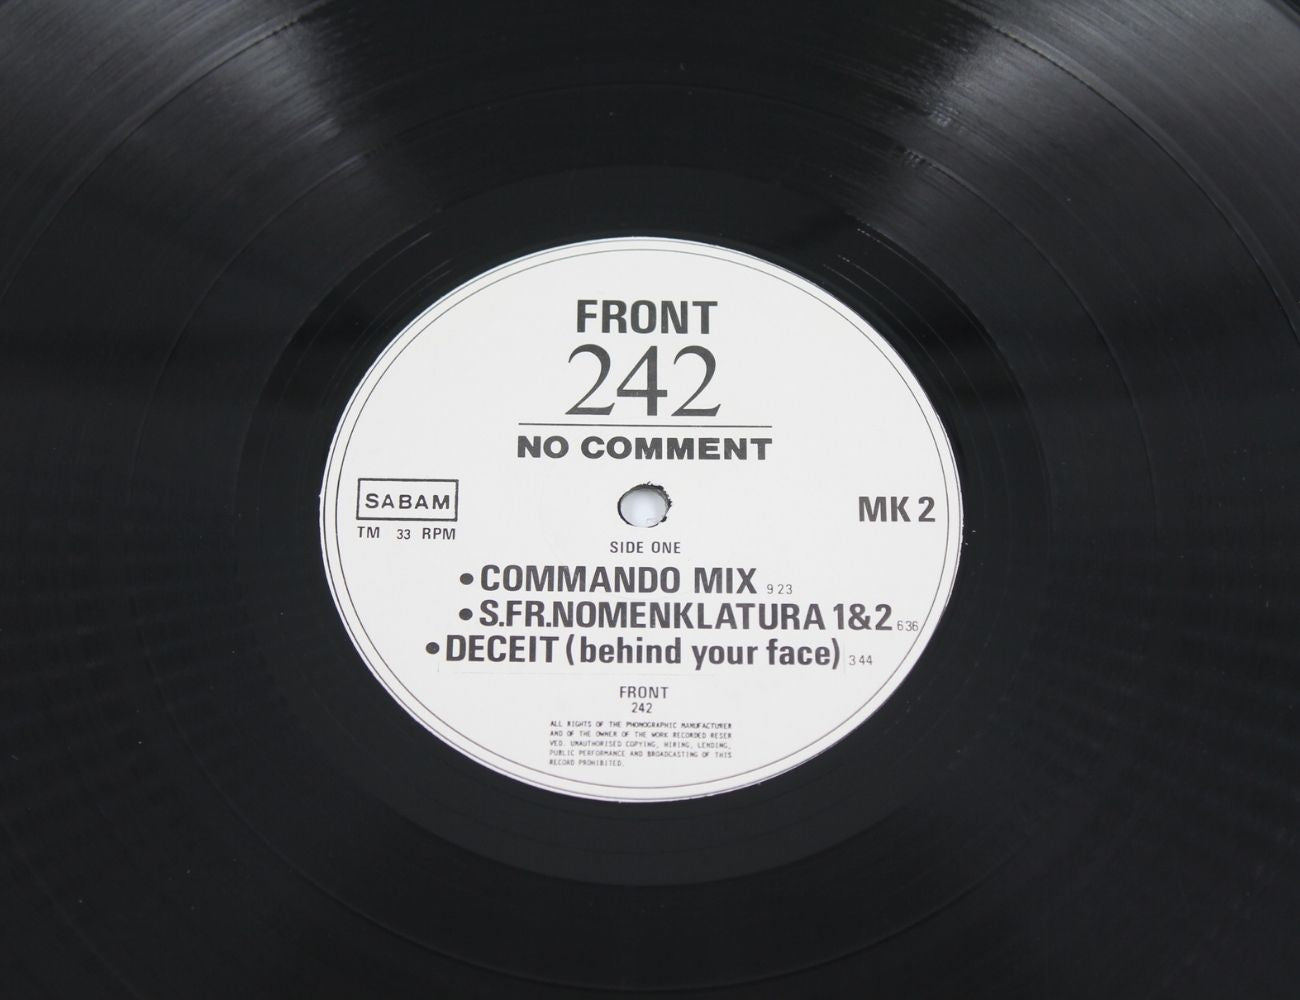 FRONT
242
NO COMMENT
SABAM
TM 33 RPM
MK 2
SIDE ONE
•COMMANDO MIX 9 23
•S.FR.NOMENKLATURA 1&2 6 36
•DECEIT (behind your face) 3 44
FRONT
242
ALL RIGHTS OF THE PHONOGRAPHIC MANUFACTURER
AND OF THE OWNER OF THE WORK RECORDED RESER
VED. UNAUTHORISED COPYING, HIRING, LENDING,
PUBLIC PERFORMANCE AND BROADCASTING OF THIS
RECORD PROHIBITED.